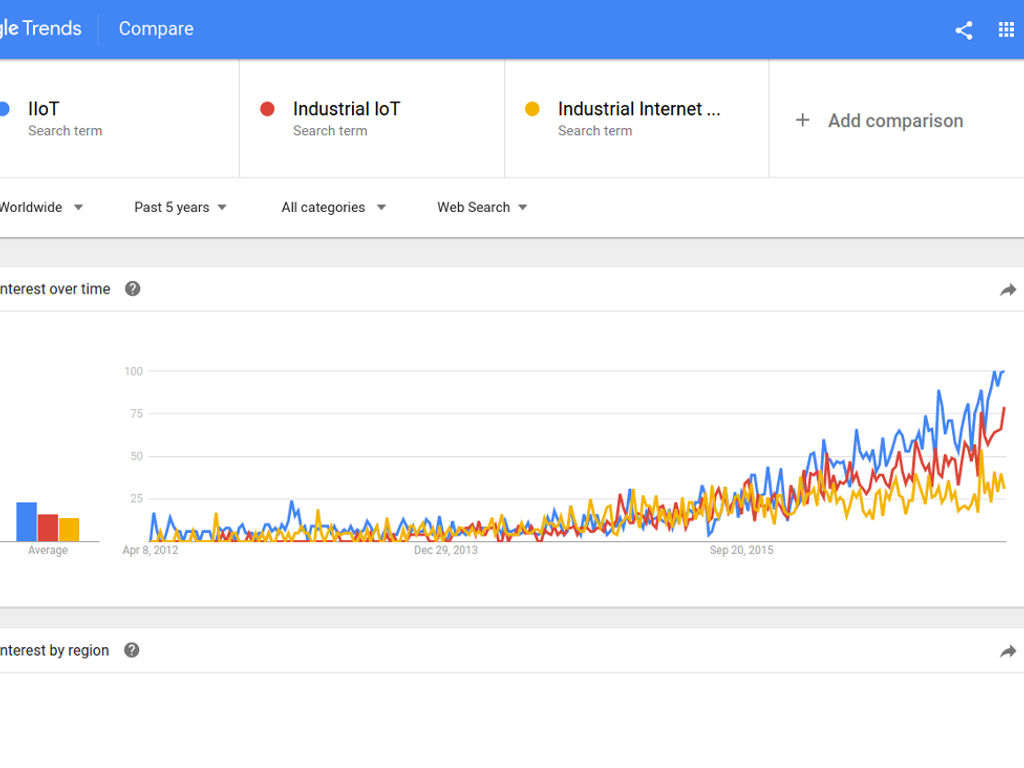 gle Trends Compare
IIoT Industrial IoT Industrial Internet ... + Add comparison
Search term Search term Search term
Worldwide Past 5 years All categories Web Search
nterest over time ?
100
75
50
25
Average Apr 8, 2012 Dec 29, 2013 Sep 20, 2015
nterest by region ?